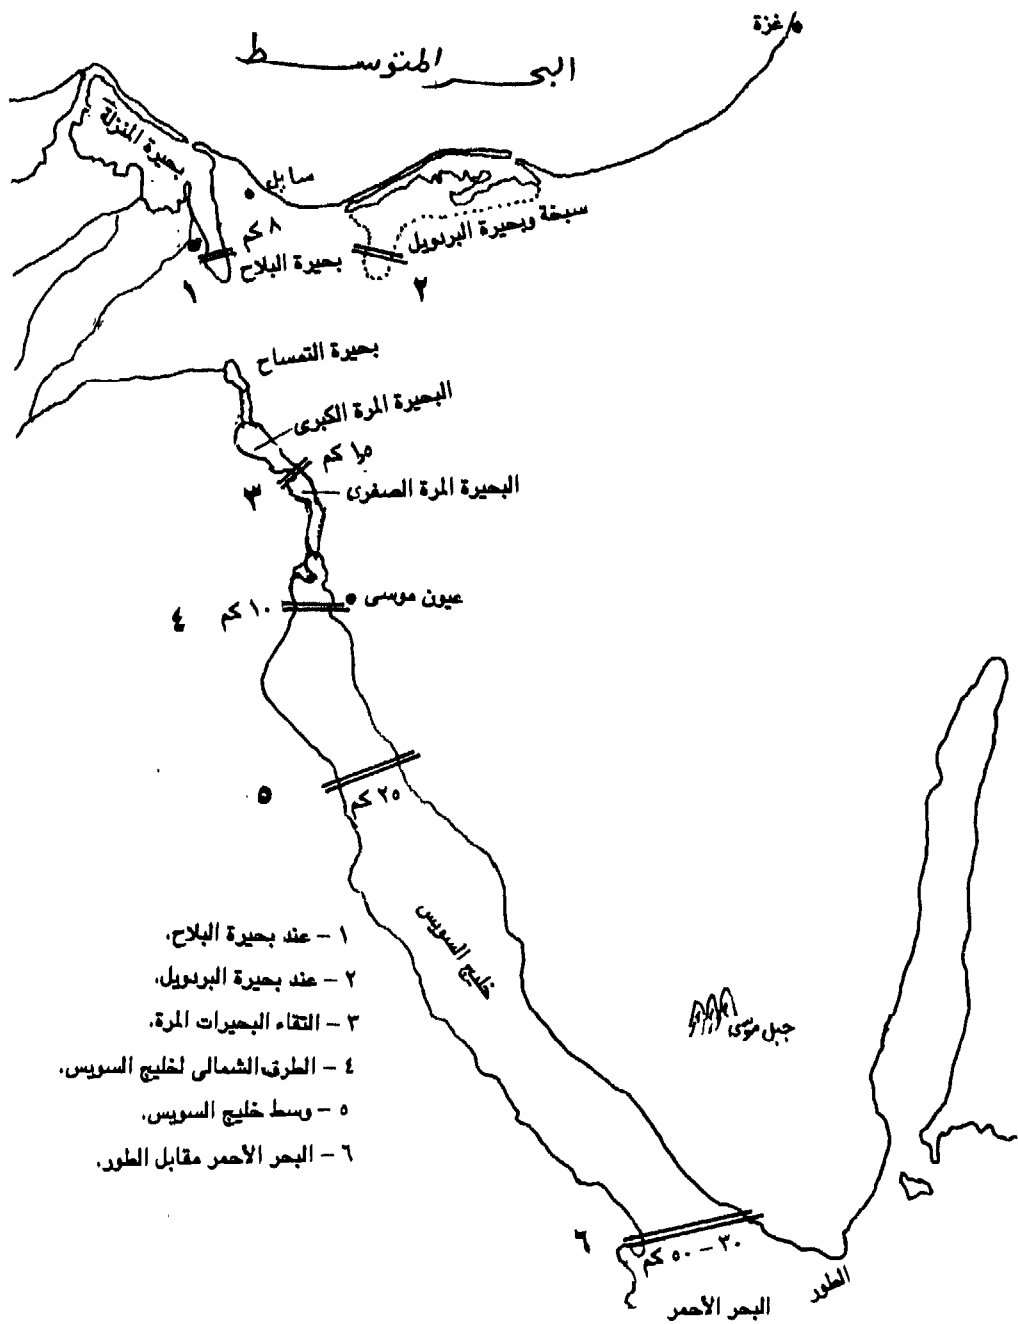 غزة
البحر المتوسط
بحيرة المنزلة
سابل
٨ كم
سبخة وبحيرة البردويل
بحيرة البلاح
١
٢
بحيرة التمساح
البحيرة المرة الكبرى
١٫٥ كم
٣
البحيرة المرة الصغرى
عيون موسى
١٠ كم
٤
٥
٢٥ كم
خليج السويس
جبل موسى
١ – عند بحيرة البلاح.
٢ – عند بحيرة البردويل.
٣ – التقاء البحيرات المرة.
٤ – الطرف الشمالى لخليج السويس.
٥ – وسط خليج السويس.
٦ – البحر الأحمر مقابل الطور.
٦
٣٠ – ٥٠ كم
الطور
البحر الأحمر